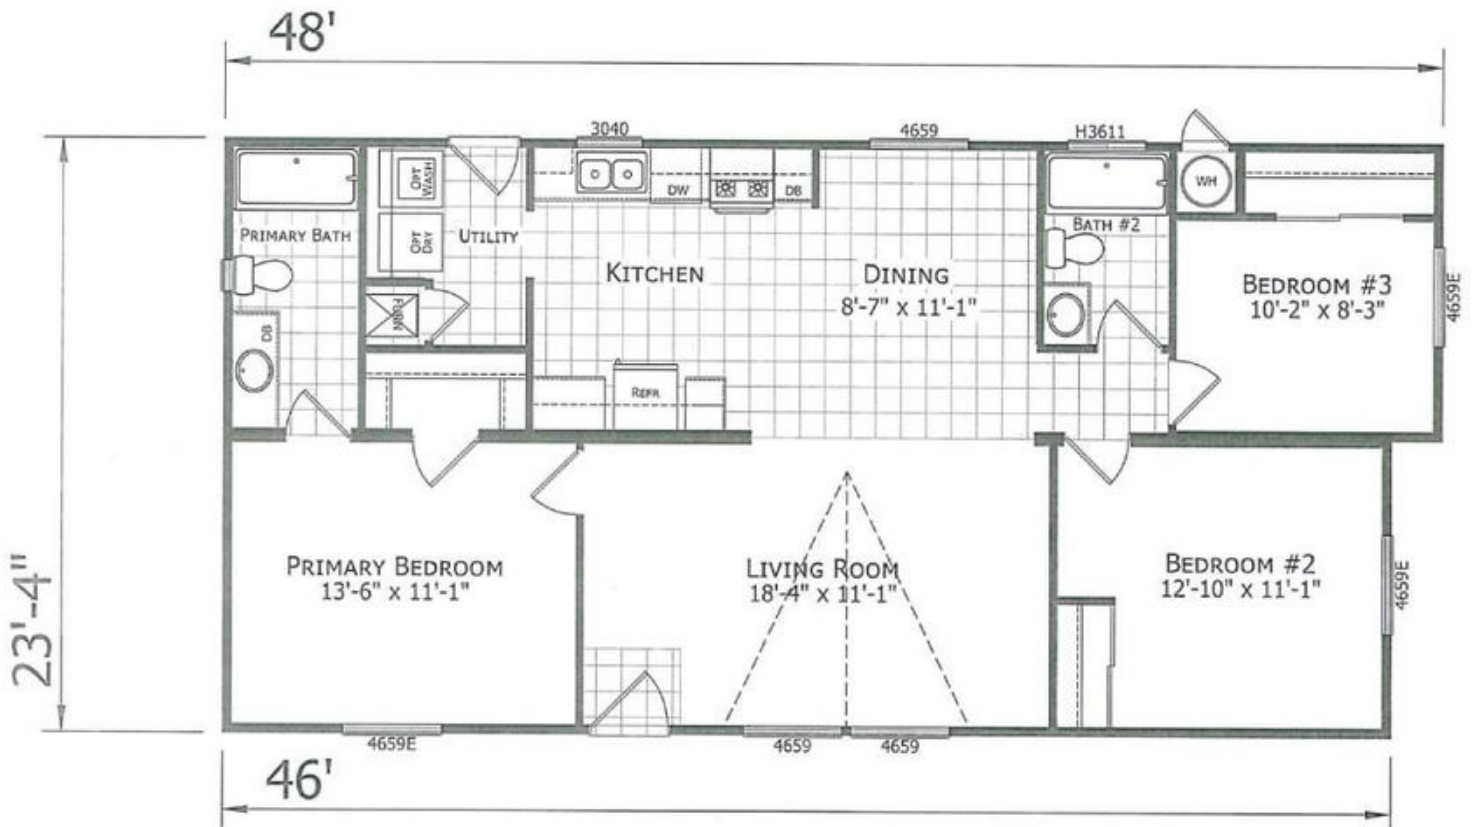 48'
3040
4659
H3611
OPT
WASH
DW
DB
WH
PRIMARY BATH
OPT
DRY
UTILITY
BATH #2
KITCHEN
DINING
8'-7" x 11'-1"
BEDROOM #3
10'-2" x 8'-3"
4659E
FURN
DB
REFR
23'-4"
PRIMARY BEDROOM
13'-6" x 11'-1"
LIVING ROOM
18'-4" x 11'-1"
BEDROOM #2
12'-10" x 11'-1"
4659E
4659E
4659
4659
46'